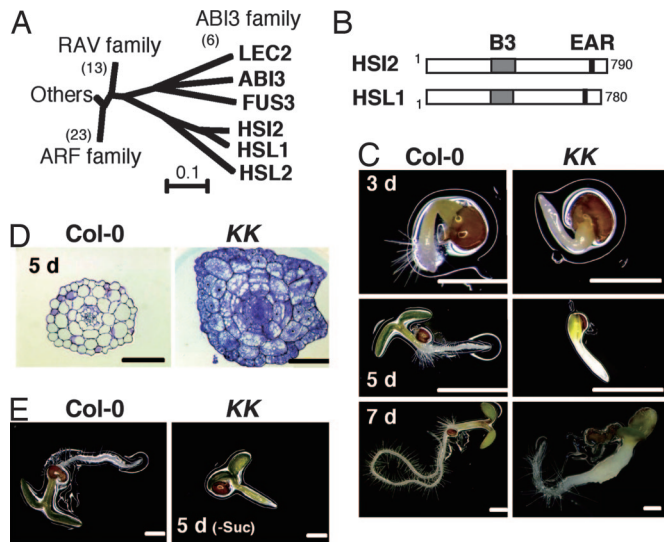 A
ABI3 family
(6)
RAV family
(13)
LEC2
ABI3
FUS3
Others
HSI2
HSL1
HSL2
(23)
ARF family
0.1
B
B3 EAR
HSI2 1 790
HSL1 1 780
C
Col-0 KK
3 d
5 d
7 d
D
Col-0 KK
5 d
E
Col-0 KK
5 d (-Suc)